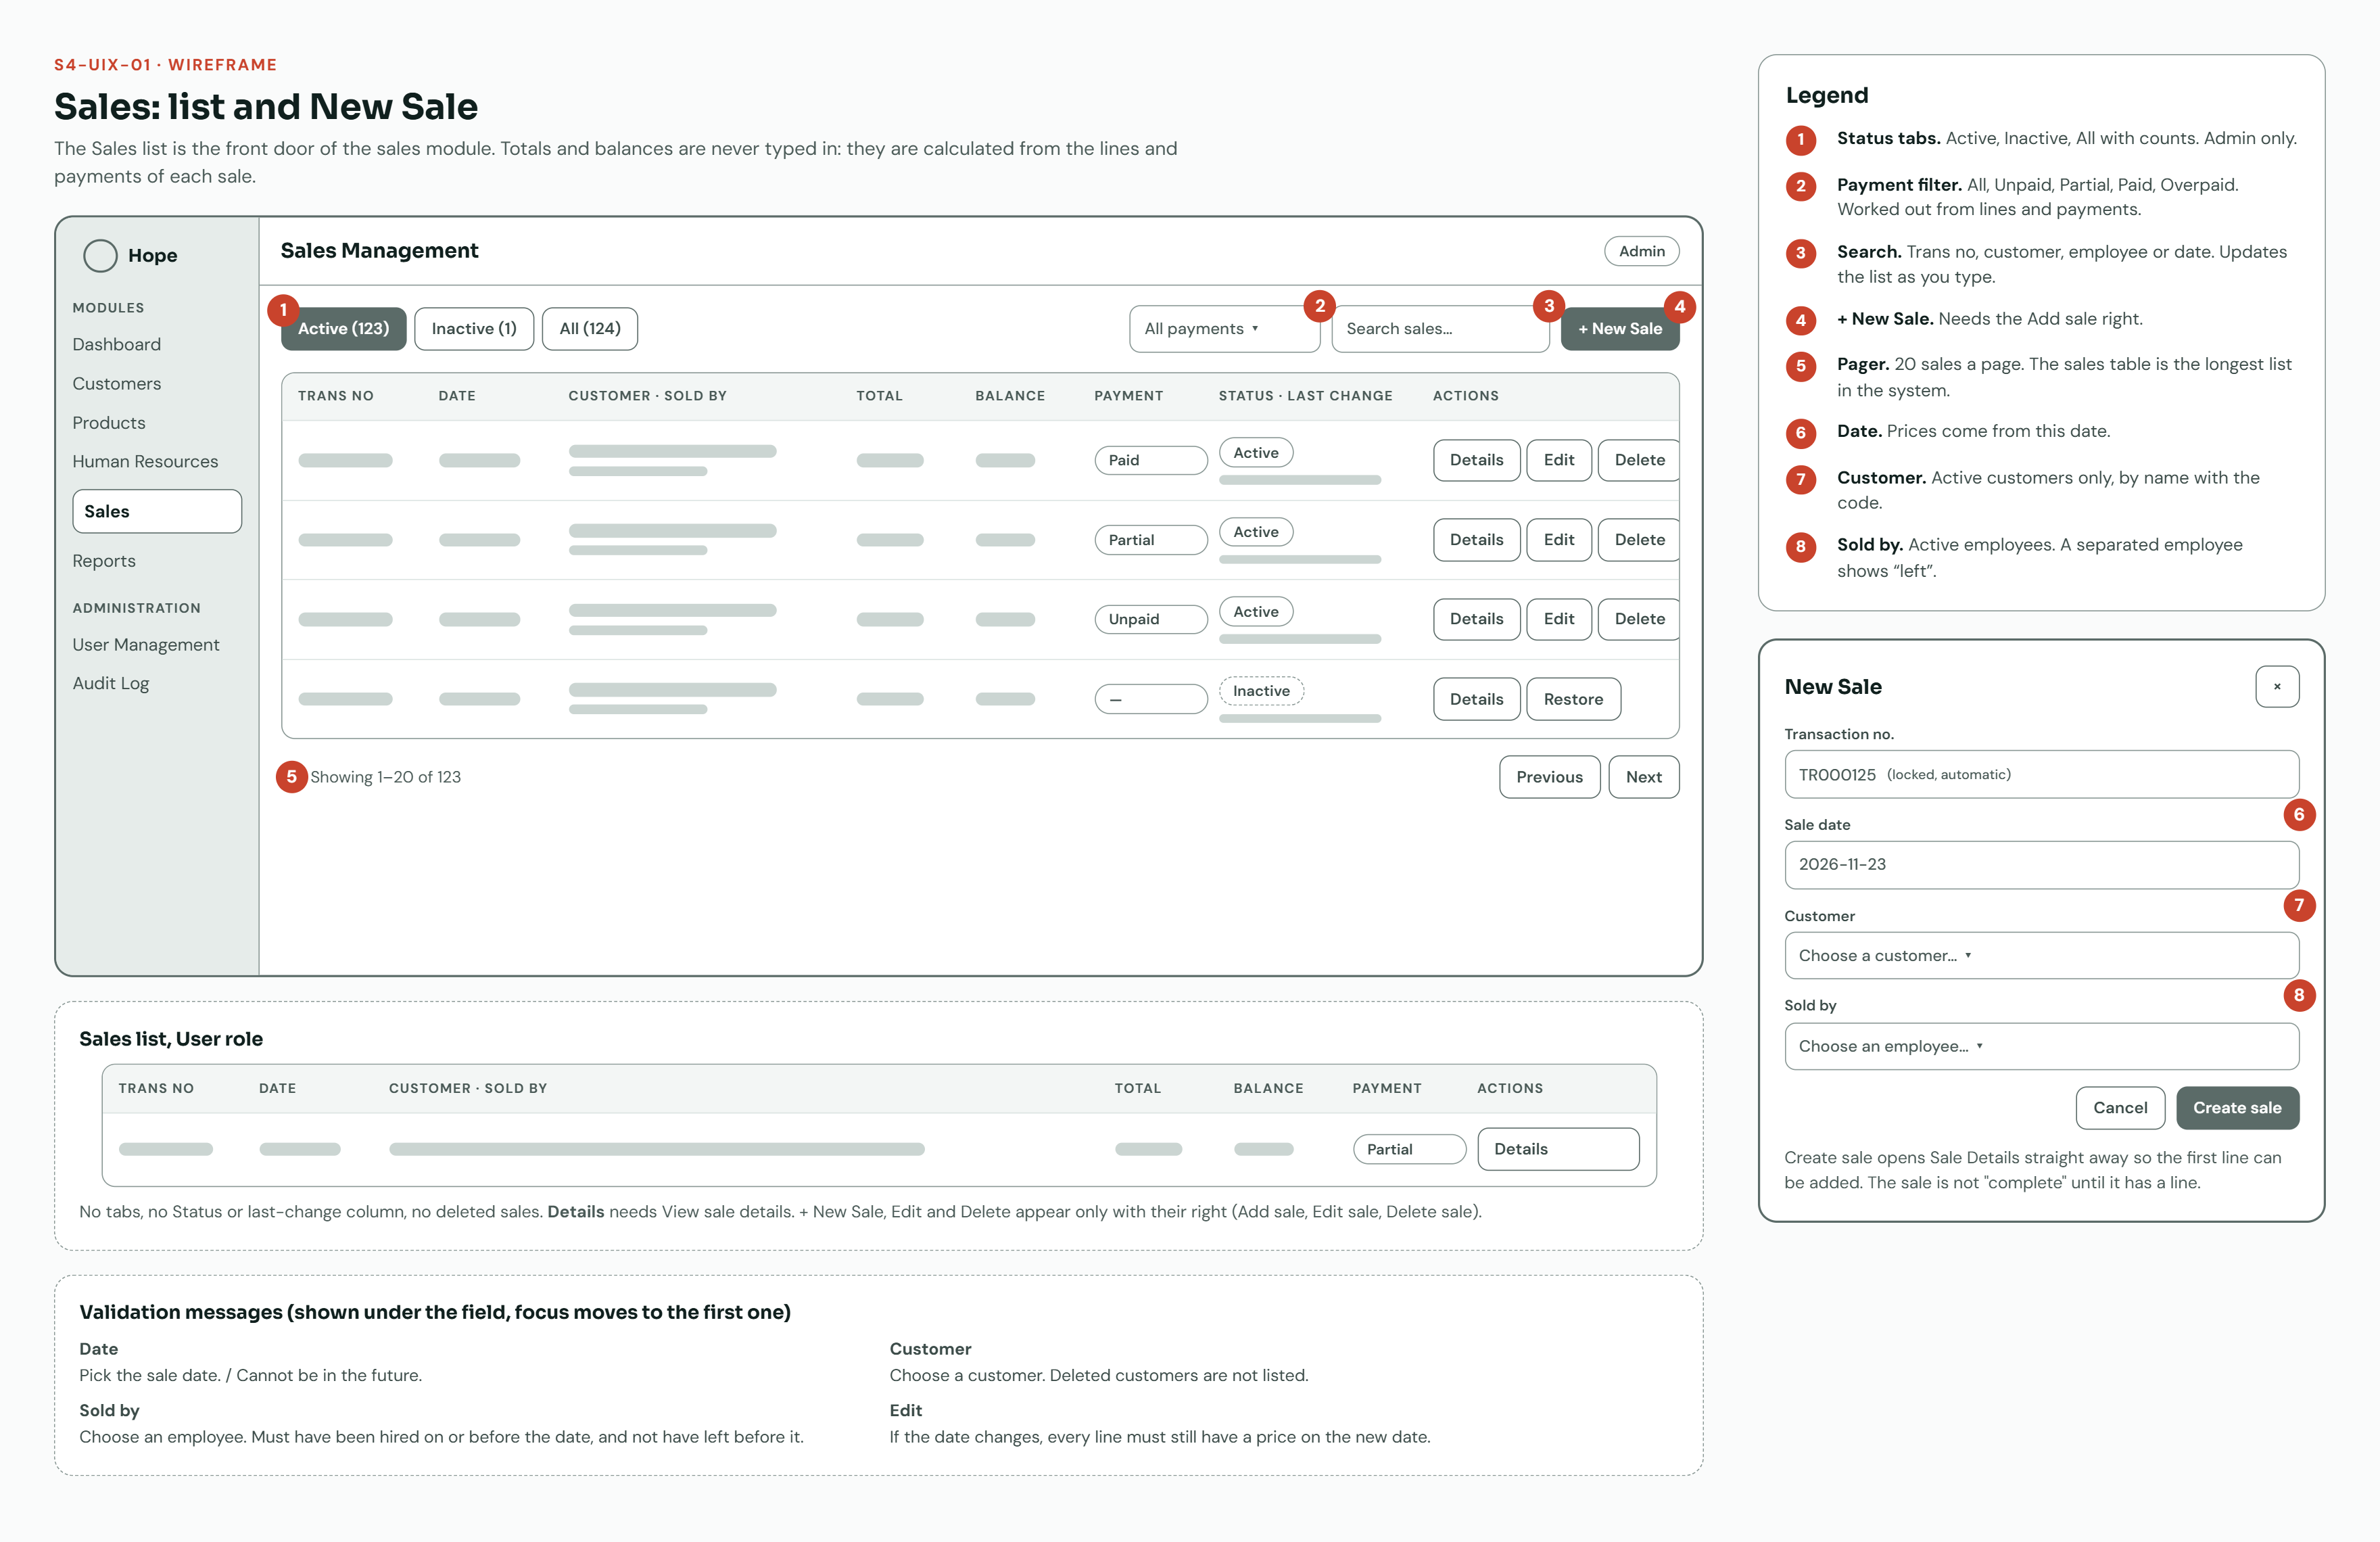 S4-UIX-01 · WIREFRAME
Sales: list and New Sale
The Sales list is the front door of the sales module. Totals and balances are never typed in: they are calculated from the lines and
payments of each sale.
Hope
MODULES
Dashboard
Customers
Products
Human Resources
Sales
Reports
ADMINISTRATION
User Management
Audit Log
Sales Management
Admin
1
Active (123)
Inactive (1)
All (124)
All payments ▾
2
Search sales…
3
+ New Sale
4
TRANS NO DATE CUSTOMER · SOLD BY TOTAL BALANCE PAYMENT STATUS · LAST CHANGE ACTIONS
Paid Active Details Edit Delete
Partial Active Details Edit Delete
Unpaid Active Details Edit Delete
— Inactive Details Restore
5 Showing 1–20 of 123
Previous
Next
Sales list, User role
TRANS NO DATE CUSTOMER · SOLD BY TOTAL BALANCE PAYMENT ACTIONS
Partial Details
No tabs, no Status or last-change column, no deleted sales. Details needs View sale details. + New Sale, Edit and Delete appear only with their right (Add sale, Edit sale, Delete sale).
Validation messages (shown under the field, focus moves to the first one)
Date
Pick the sale date. / Cannot be in the future.
Customer
Choose a customer. Deleted customers are not listed.
Sold by
Choose an employee. Must have been hired on or before the date, and not have left before it.
Edit
If the date changes, every line must still have a price on the new date.
Legend
1 Status tabs. Active, Inactive, All with counts. Admin only.
2 Payment filter. All, Unpaid, Partial, Paid, Overpaid.
Worked out from lines and payments.
3 Search. Trans no, customer, employee or date. Updates
the list as you type.
4 + New Sale. Needs the Add sale right.
5 Pager. 20 sales a page. The sales table is the longest list
in the system.
6 Date. Prices come from this date.
7 Customer. Active customers only, by name with the
code.
8 Sold by. Active employees. A separated employee
shows “left”.
New Sale
×
Transaction no.
TR000125 (locked, automatic)
6
Sale date
2026-11-23
7
Customer
Choose a customer… ▾
8
Sold by
Choose an employee… ▾
Cancel
Create sale
Create sale opens Sale Details straight away so the first line can
be added. The sale is not "complete" until it has a line.